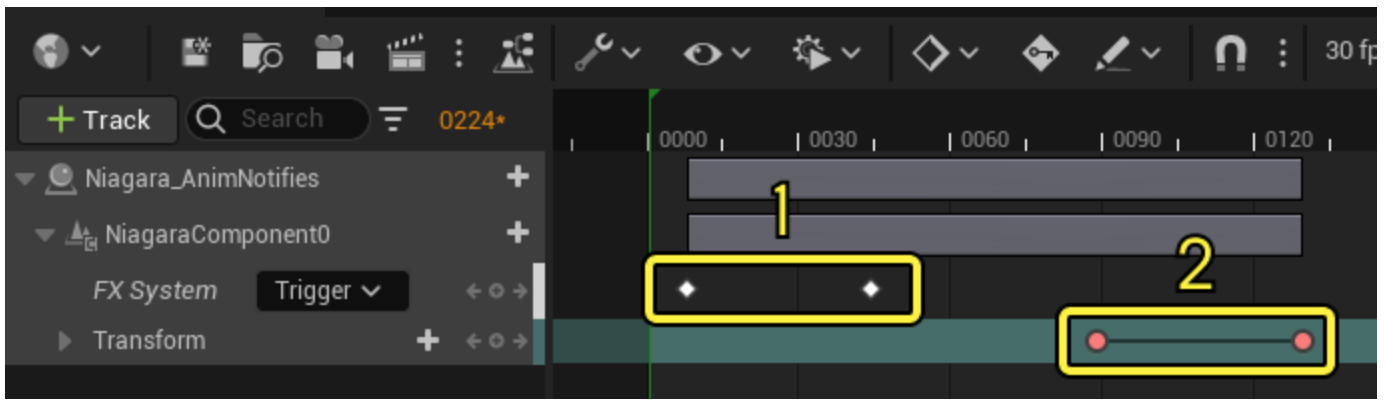 30 fp
+ Track
Search
0224*
0000
0030
0060
0090
0120
Niagara_AnimNotifies
1
NiagaraComponent0
2
FX System
Trigger
Transform